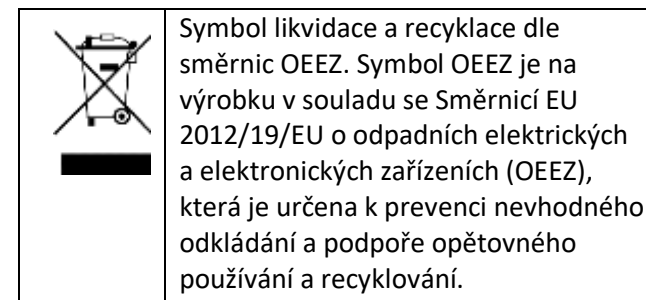 Symbol likvidace a recyklace dle
směrnic OEEZ. Symbol OEEZ je na
výrobku v souladu se Směrnicí EU
2012/19/EU o odpadních elektrických
a elektronických zařízeních (OEEZ),
která je určena k prevenci nevhodného
odkládání a podpoře opětovného
používání a recyklování.